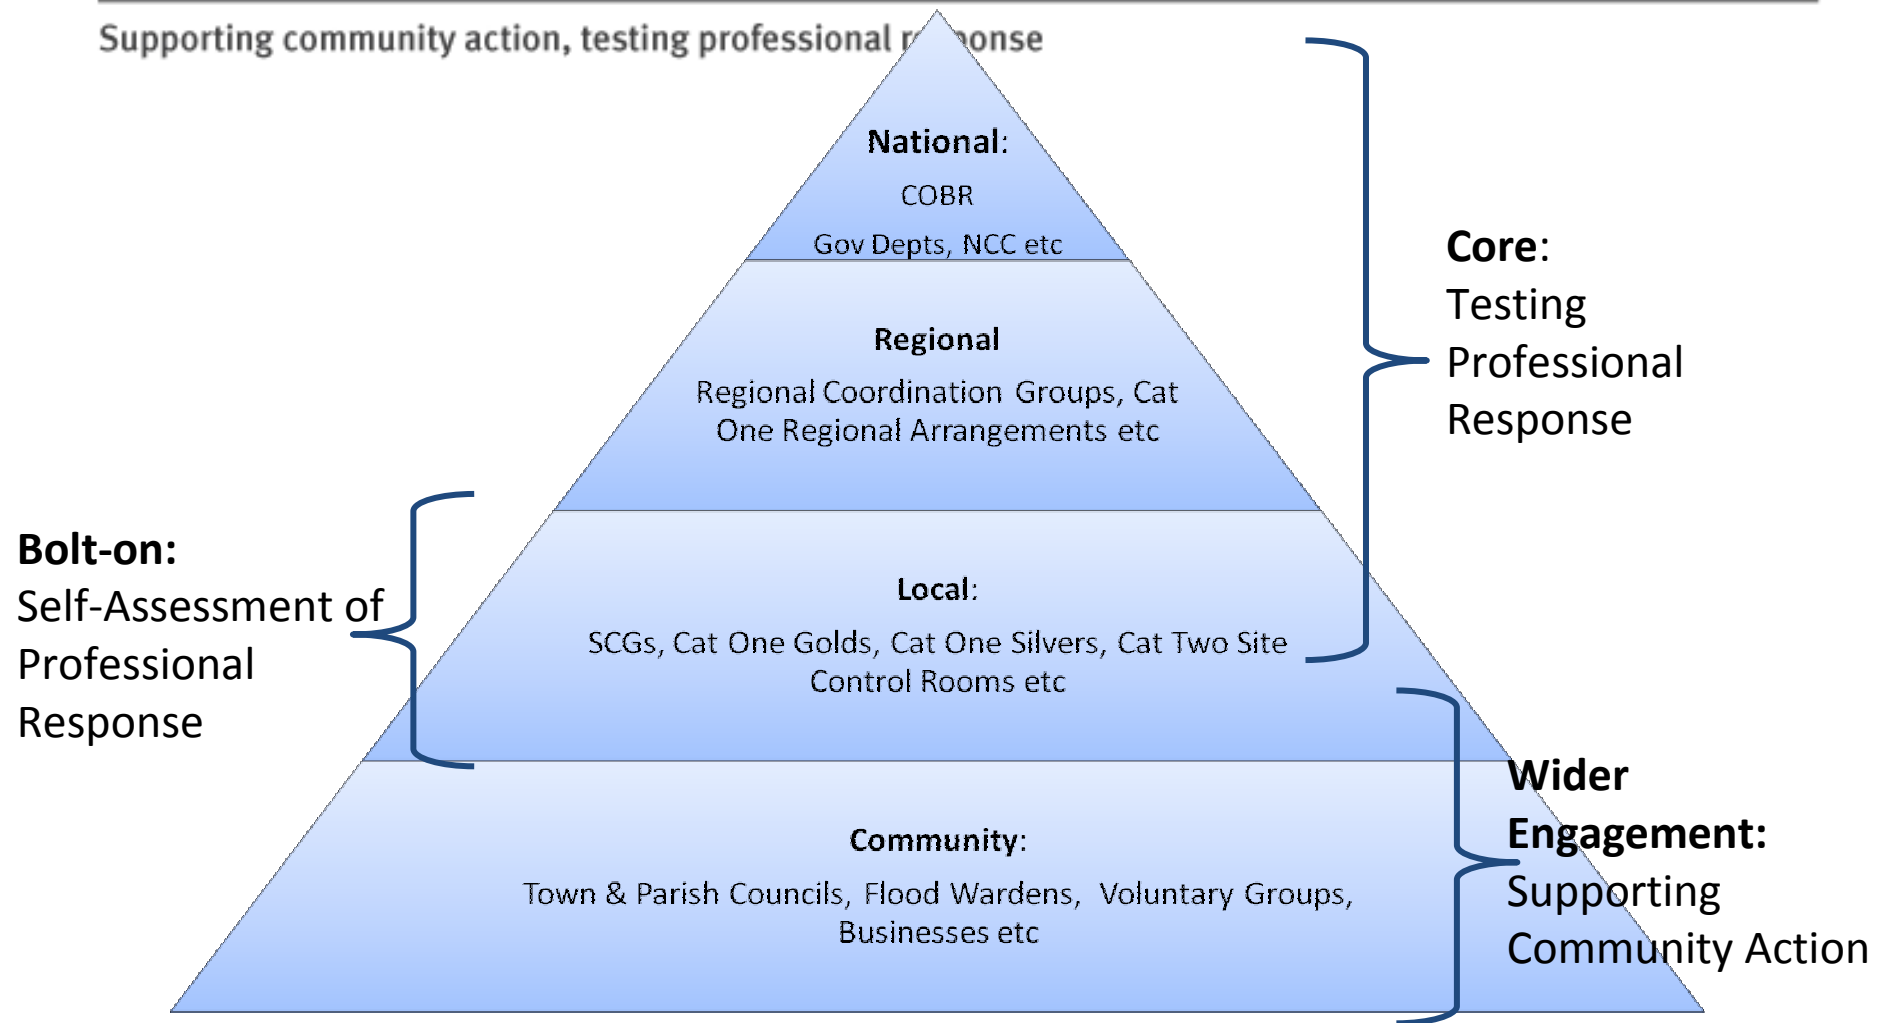 Supporting community action, testing professional r ponse
National:
COBR
Gov Depts, NCC etc
Regional
Regional Coordination Groups, Cat
One Regional Arrangements etc
Local:
SCGs, Cat One Golds, Cat One Silvers, Cat Two Site
Control Rooms etc
Community:
Town & Parish Councils, Flood Wardens, Voluntary Groups,
Businesses etc
Core:
Testing
Professional
Response
Bolt-on:
Self-Assessment of
Professional
Response
Wider
Engagement:
Supporting
Community Action